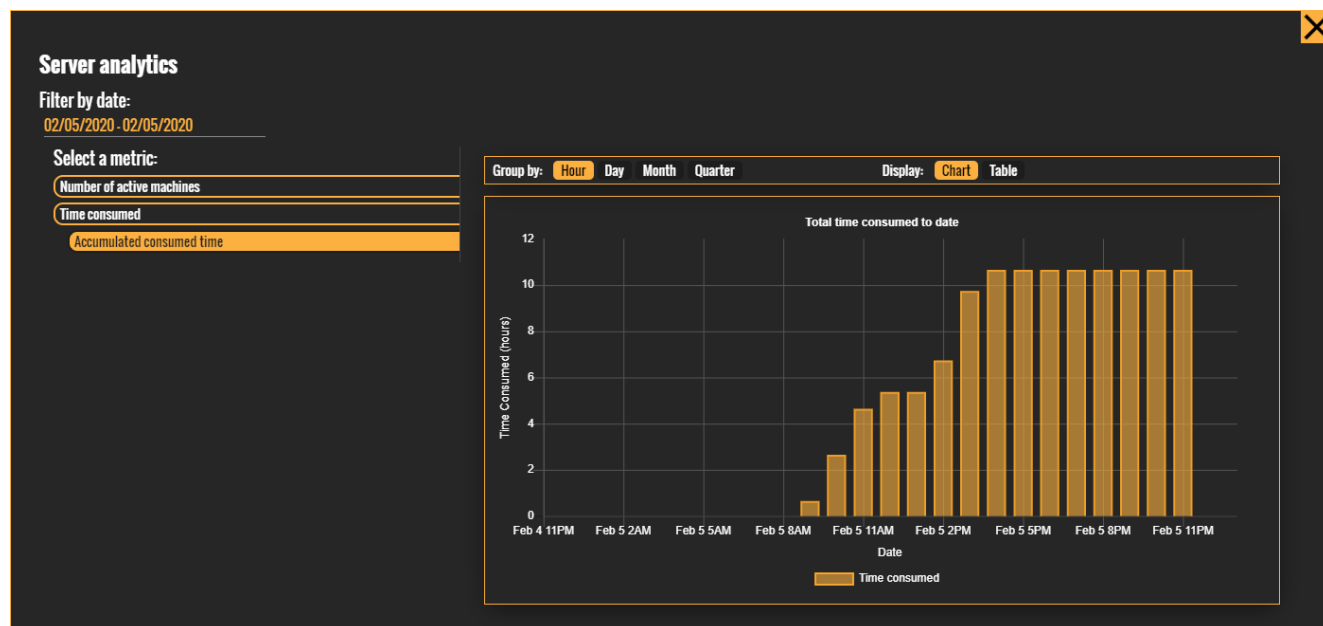 Server analytics
Filter by date:
02/05/2020 - 02/05/2020
Select a metric:
Number of active machines
Time consumed
Accumulated consumed time
Group by: Hour Day Month Quarter Display: Chart Table
Total time consumed to date
12
10
8
6
4
2
0
Time Consumed (hours)
Feb 4 11PM Feb 5 2AM Feb 5 5AM Feb 5 8AM Feb 5 11AM Feb 5 2PM Feb 5 5PM Feb 5 8PM Feb 5 11PM
Date
Time consumed